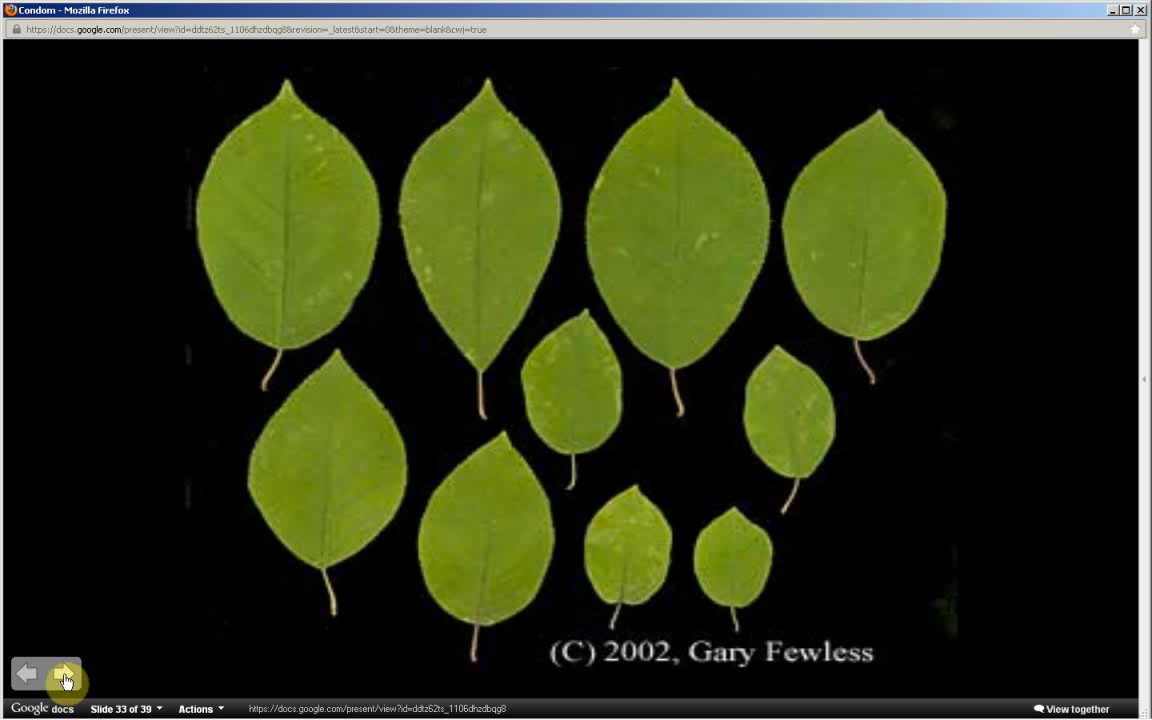 Condom - Mozilla Firefox
https://docs.google.com/present/view?id=ddtz62ts_1106dhzdbqg8&revision=_latest&start=0&theme=blank&cwj=true
(C) 2002, Gary Fewless
Google docs Slide 33 of 39 Actions https://docs.google.com/present/view?id=ddtz62ts_1106dhzdbqg8 View together